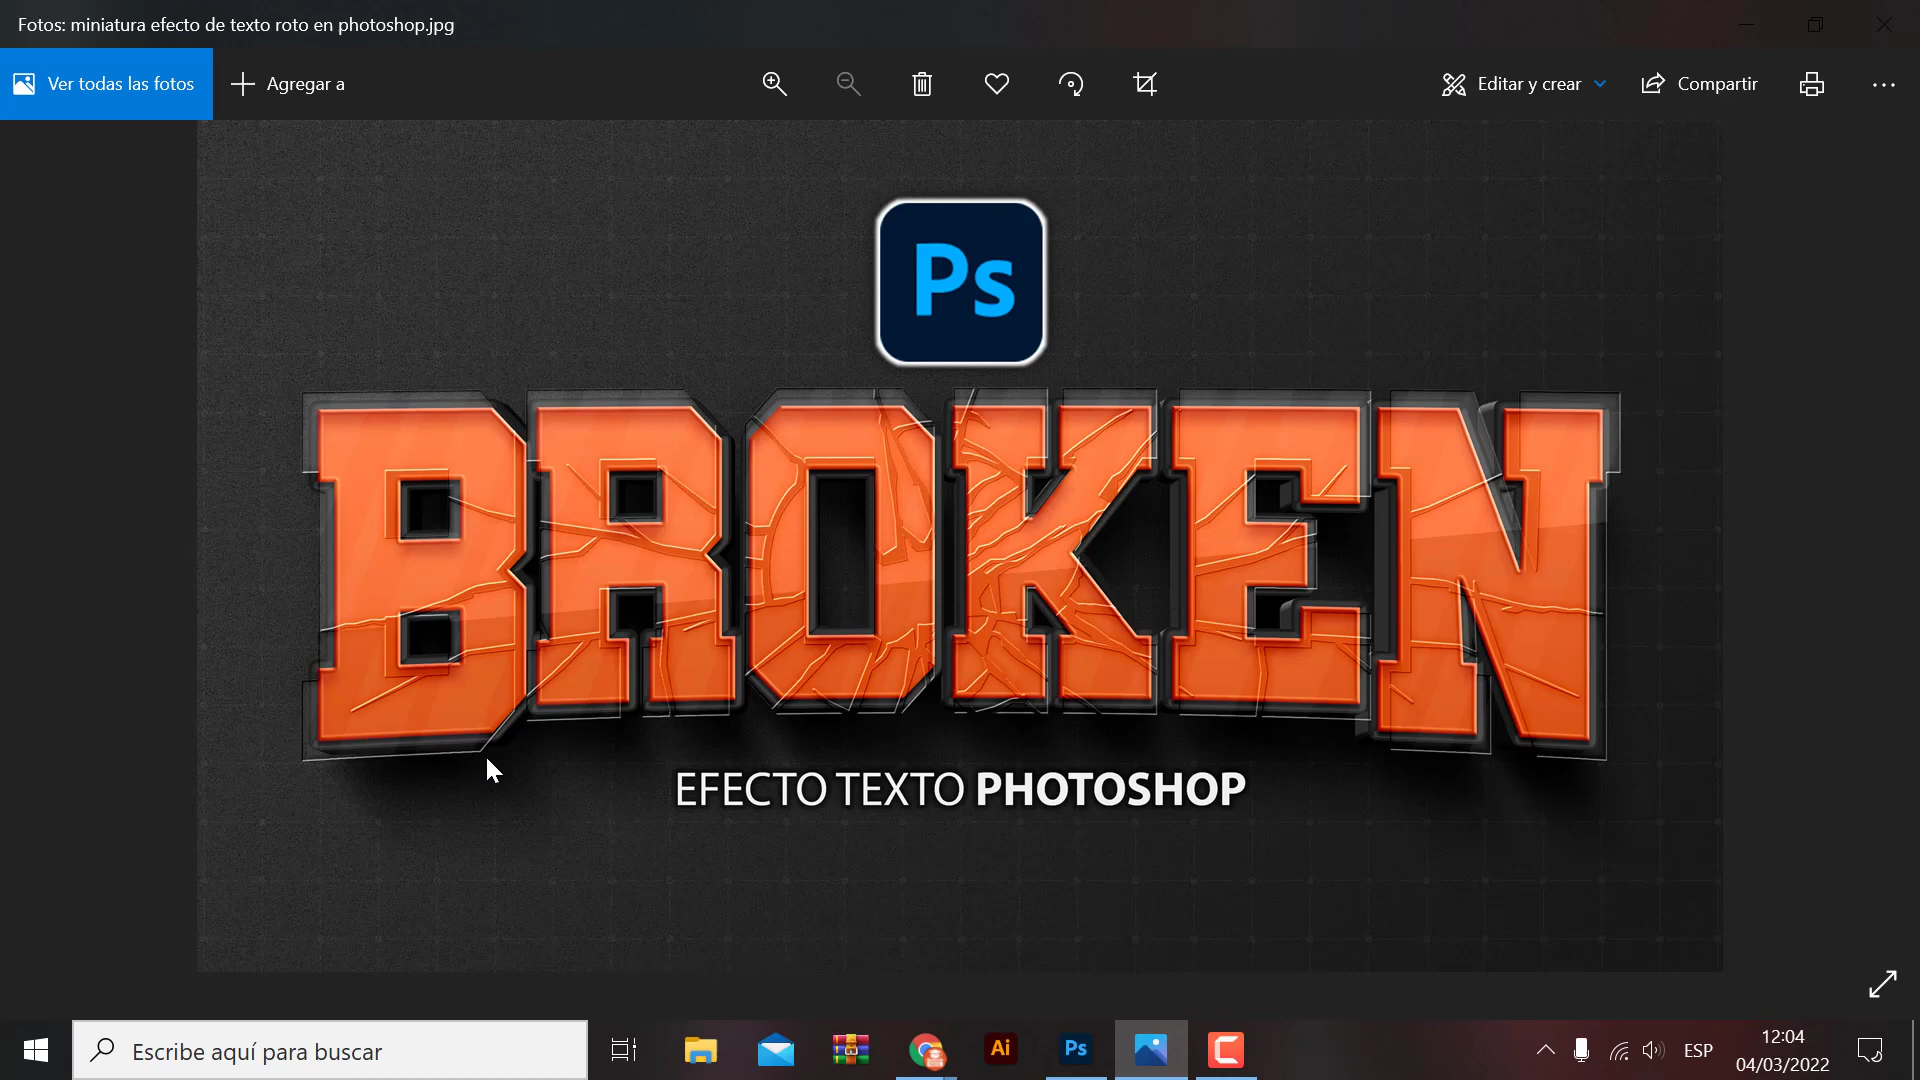 Fotos: miniatura efecto de texto roto en photoshop.jpg
Ver todas las fotos
Agregar a
Editar y crear
Compartir
Ps
BROKEN
EFECTO TEXTO PHOTOSHOP
Escribe aquí para buscar
Ai
Ps
ESP
12:04
04/03/2022